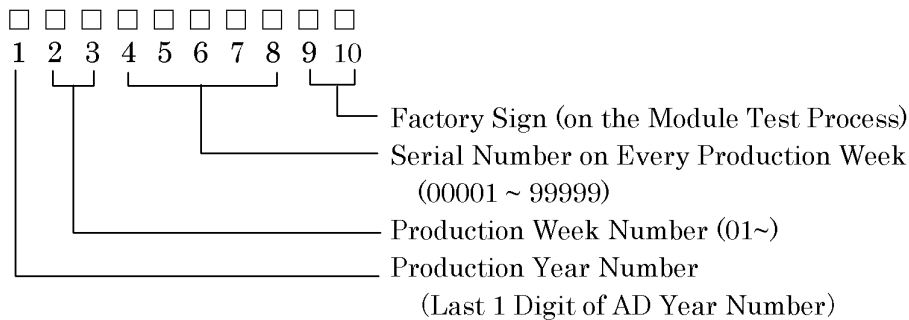 □ □ □ □ □ □ □ □ □ □
1 2 3 4 5 6 7 8 9 10
Factory Sign (on the Module Test Process)
Serial Number on Every Production Week
(00001 ~ 99999)
Production Week Number (01~)
Production Year Number
(Last 1 Digit of AD Year Number)